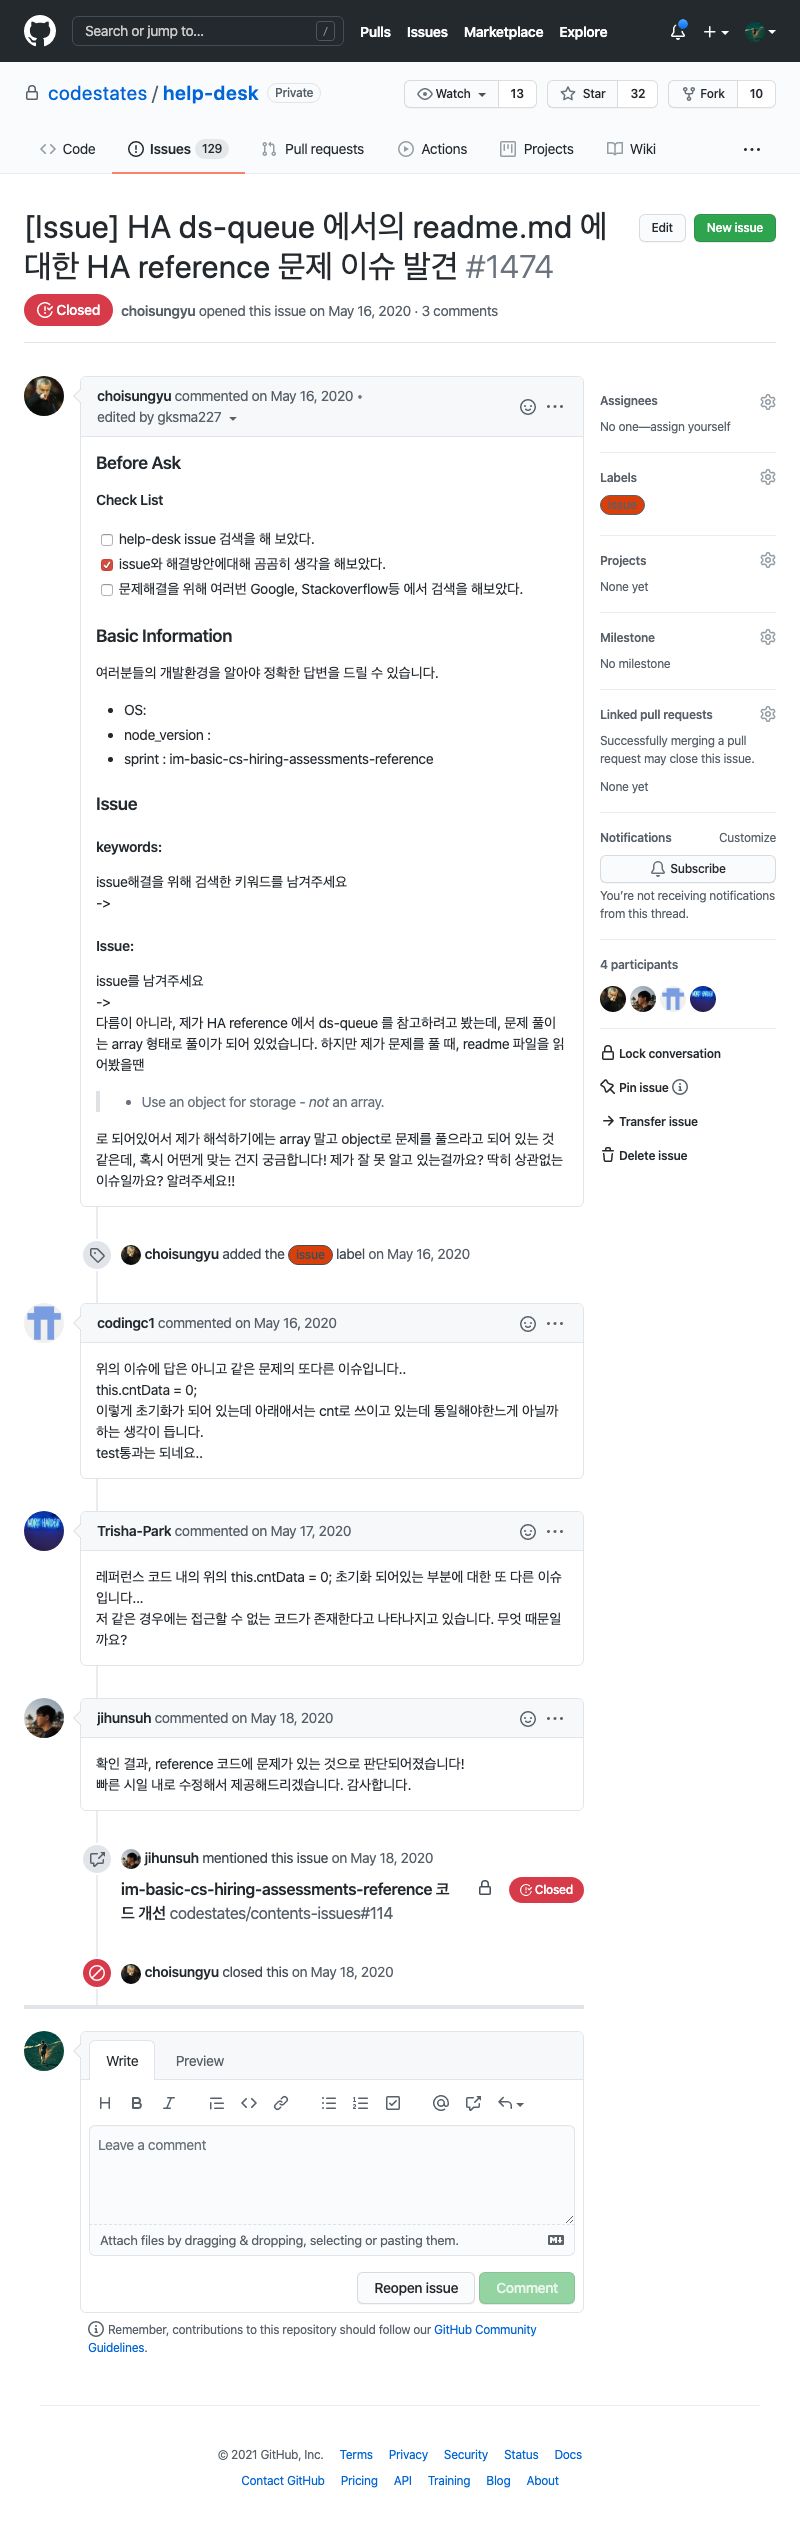 Search or jump to... /
Pulls Issues Marketplace Explore
codestates / help-desk Private
Watch 13 Star 32 Fork 10
Code Issues 129 Pull requests Actions Projects Wiki
[Issue] HA ds-queue 에서의 readme.md 에
대한 HA reference 문제 이슈 발견 #1474
Edit New issue
Closed choisungyu opened this issue on May 16, 2020 · 3 comments
choisungyu commented on May 16, 2020 •
edited by gksma227
Before Ask
Check List
help-desk issue 검색을 해 보았다.
issue와 해결방안에대해 곰곰히 생각을 해보았다.
문제해결을 위해 여러번 Google, Stackoverflow등 에서 검색을 해보았다.
Basic Information
여러분들의 개발환경을 알아야 정확한 답변을 드릴 수 있습니다.
• OS:
• node_version :
• sprint : im-basic-cs-hiring-assessments-reference
Issue
keywords:
issue해결을 위해 검색한 키워드를 남겨주세요
->
Issue:
issue를 남겨주세요
->
다름이 아니라, 제가 HA reference 에서 ds-queue 를 참고하려고 봤는데, 문제 풀이
는 array 형태로 풀이가 되어 있었습니다. 하지만 제가 문제를 풀 때, readme 파일을 읽
어봤을땐
• Use an object for storage - not an array.
로 되어있어서 제가 해석하기에는 array 말고 object로 문제를 풀으라고 되어 있는 것
같은데, 혹시 어떤게 맞는 건지 궁금합니다! 제가 잘 못 알고 있는걸까요? 딱히 상관없는
이슈일까요? 알려주세요!!
Assignees
No one—assign yourself
Labels
issue
Projects
None yet
Milestone
No milestone
Linked pull requests
Successfully merging a pull
request may close this issue.
None yet
Notifications Customize
Subscribe
You're not receiving notifications
from this thread.
4 participants
Lock conversation
Pin issue
Transfer issue
Delete issue
choisungyu added the issue label on May 16, 2020
codingc1 commented on May 16, 2020
위의 이슈에 답은 아니고 같은 문제의 또다른 이슈입니다..
this.cntData = 0;
이렇게 초기화가 되어 있는데 아래애서는 cnt로 쓰이고 있는데 통일해야한느게 아닐까
하는 생각이 듭니다.
test통과는 되네요..
Trisha-Park commented on May 17, 2020
레퍼런스 코드 내의 위의 this.cntData = 0; 초기화 되어있는 부분에 대한 또 다른 이슈
입니다...
저 같은 경우에는 접근할 수 없는 코드가 존재한다고 나타나지고 있습니다. 무엇 때문일
까요?
jihunsuh commented on May 18, 2020
확인 결과, reference 코드에 문제가 있는 것으로 판단되어졌습니다!
빠른 시일 내로 수정해서 제공해드리겠습니다. 감사합니다.
jihunsuh mentioned this issue on May 18, 2020
im-basic-cs-hiring-assessments-reference 코
드 개선 codestates/contents-issues#114
Closed
choisungyu closed this on May 18, 2020
Write Preview
Leave a comment
Attach files by dragging & dropping, selecting or pasting them.
Reopen issue Comment
Remember, contributions to this repository should follow our GitHub Community
Guidelines.
© 2021 GitHub, Inc. Terms Privacy Security Status Docs
Contact GitHub Pricing API Training Blog About